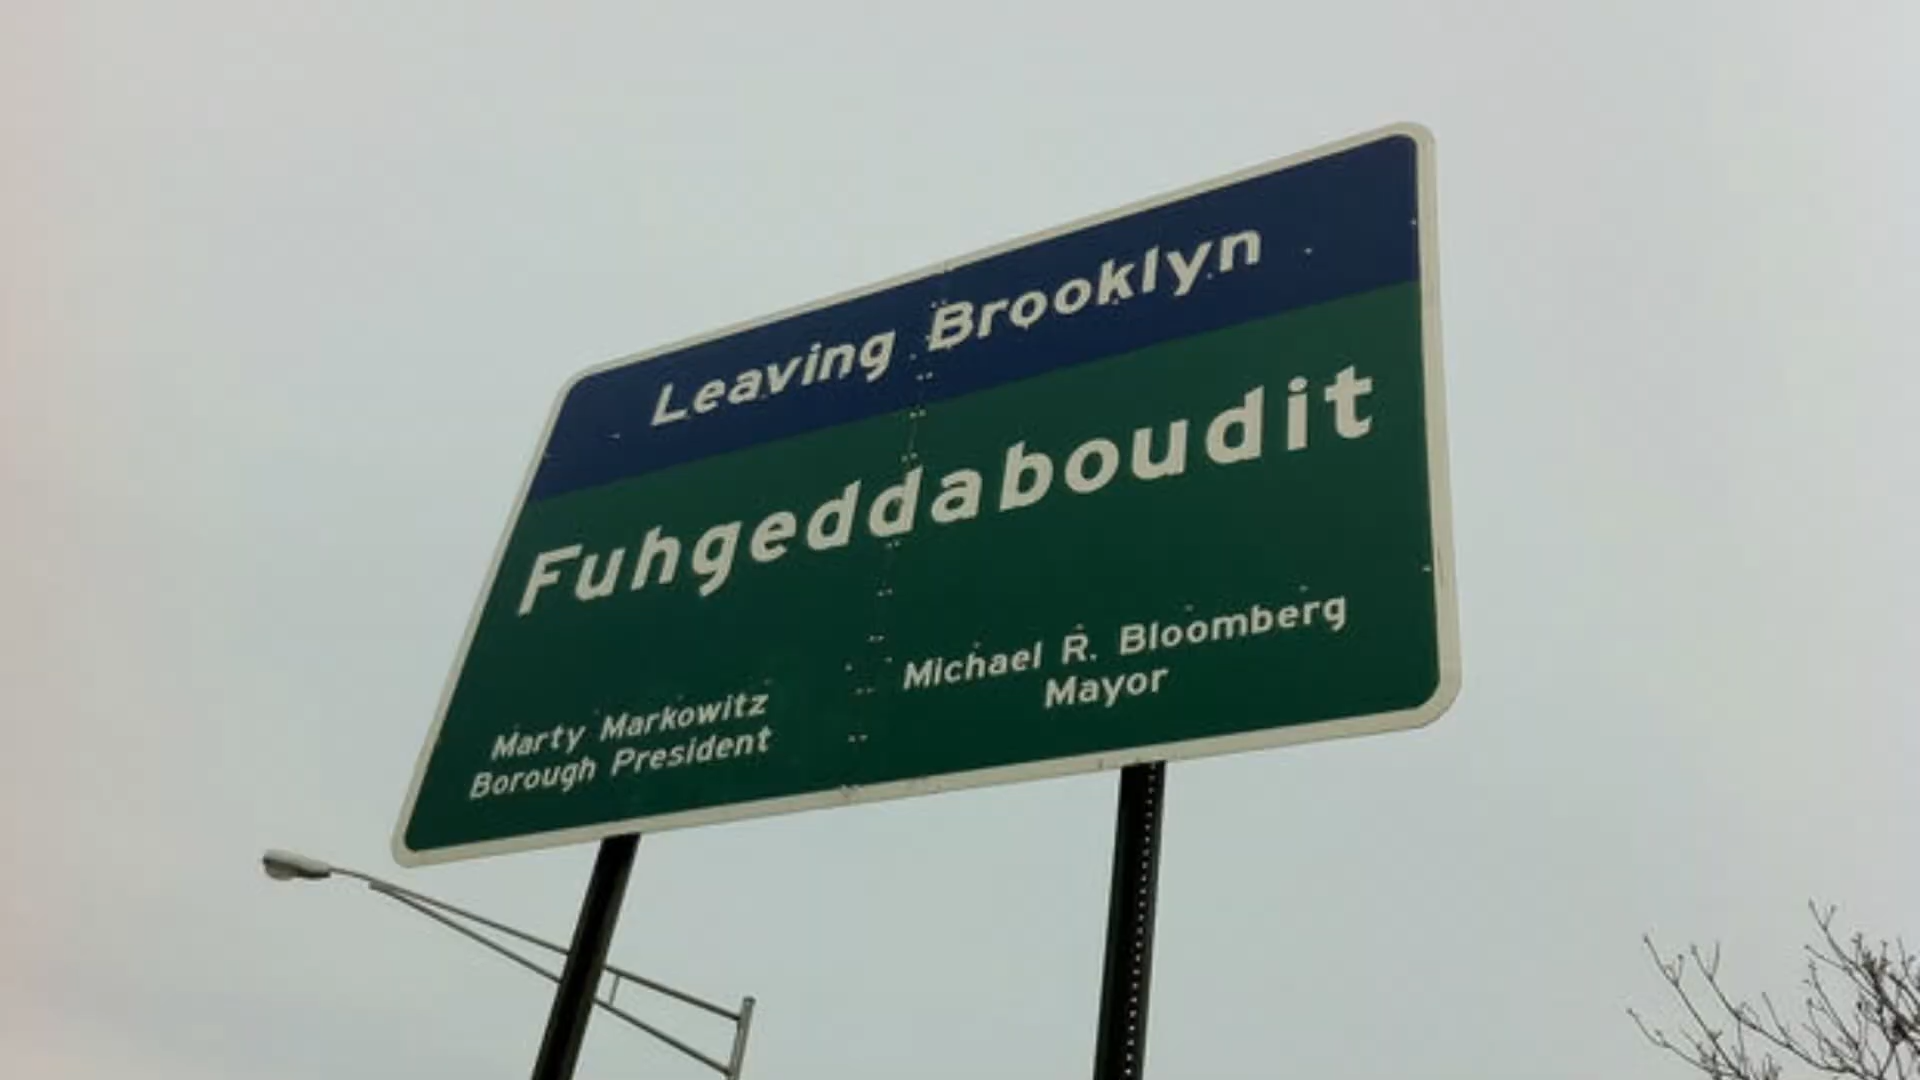 Leaving Brooklyn
Fuhgeddaboudit
Marty Markowitz
Borough President
Michael R. Bloomberg
Mayor